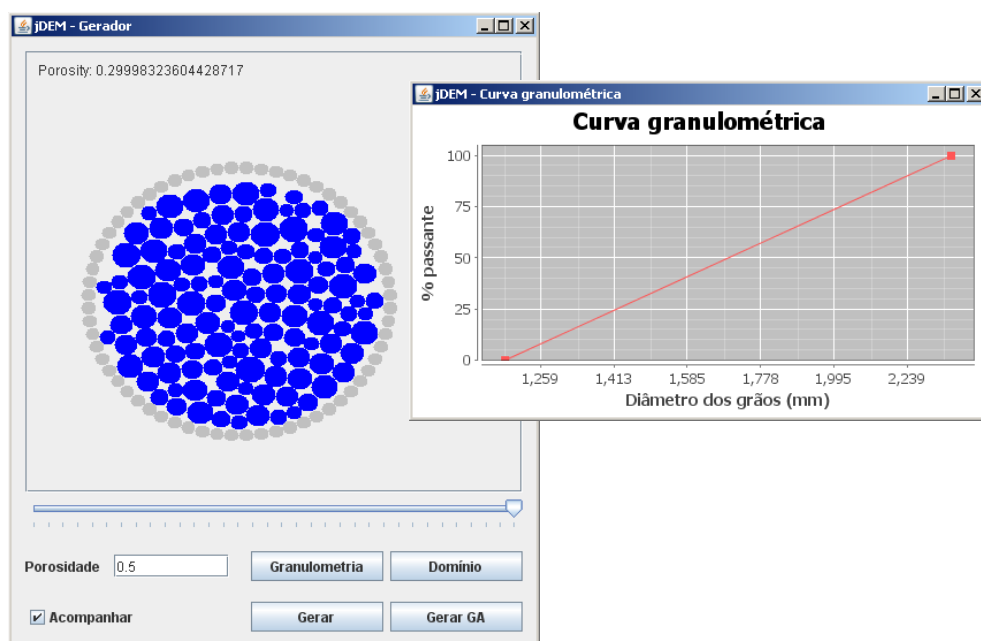 jDEM - Gerador
Porosity: 0.29998323604428717
jDEM - Curva granulométrica
Curva granulométrica
% passante
100
75
50
25
0
1,259 1,413 1,585 1,778 1,995 2,239
Diâmetro dos grãos (mm)
Porosidade 0.5 Granulometria Domínio
Acompanhar Gerar Gerar GA